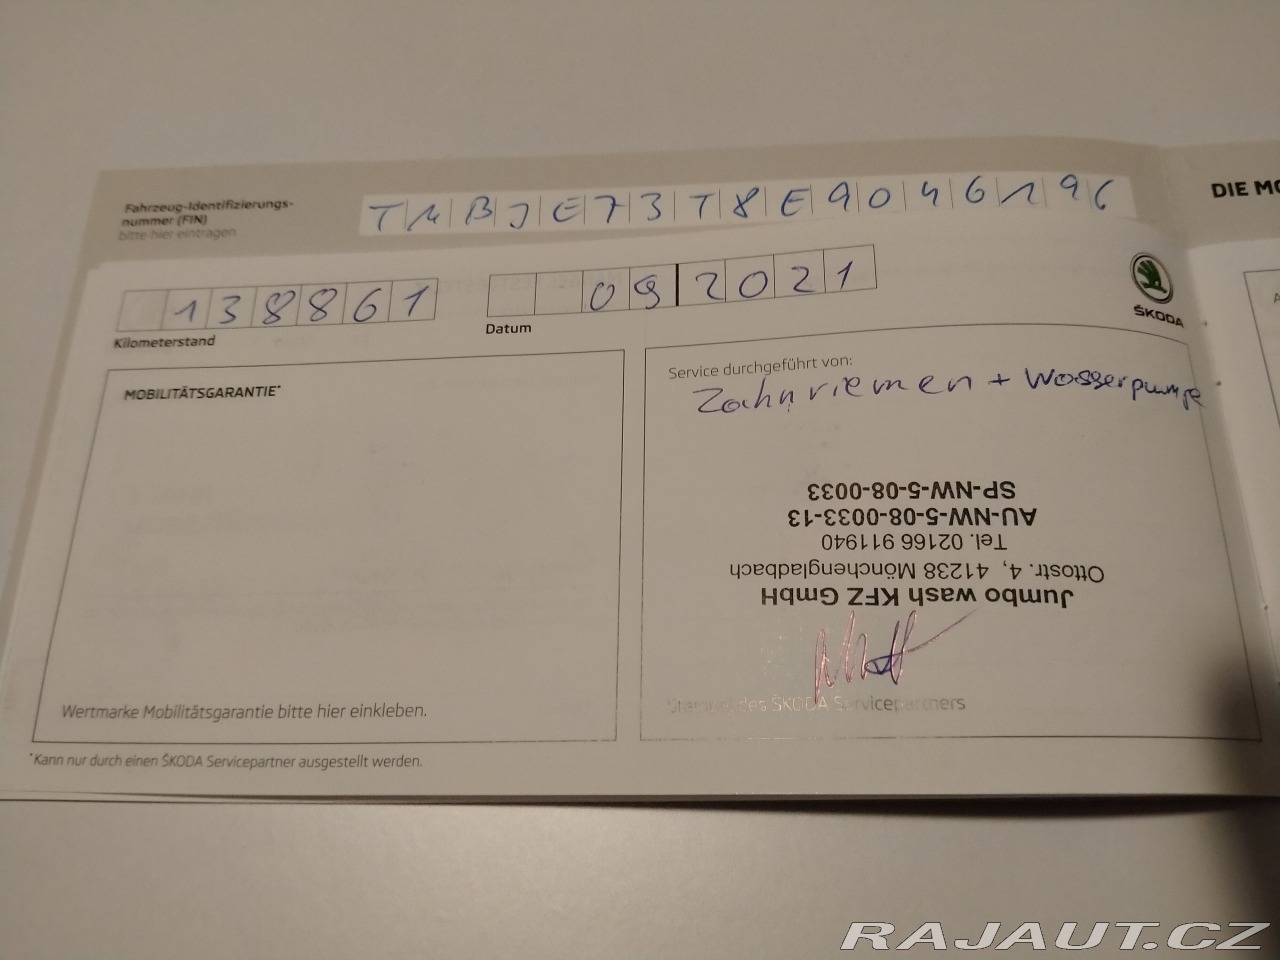 Fahrzeug-Identifizierungs-
nummer (FIN)
bitte hier eintragen
TMBJE73T8E9046196
DIE MO
138861
Kilometerstand
09 2021
Datum
ŠKODA
MOBILITÄTSGARANTIE*
Wertmarke Mobilitätsgarantie bitte hier einkleben.
Service durchgeführt von:
Zahnriemen + Wasserpumpe
Jumbo wash KFZ GmbH
Ottostr. 4, 41238 Mönchengladbach
Tel. 02166 911940
AU-NW-5-08-0033-13
SP-NW-5-08-0033
Stempel des ŠKODA Servicepartners
*Kann nur durch einen ŠKODA Servicepartner ausgestellt werden.
RAJAUT.CZ